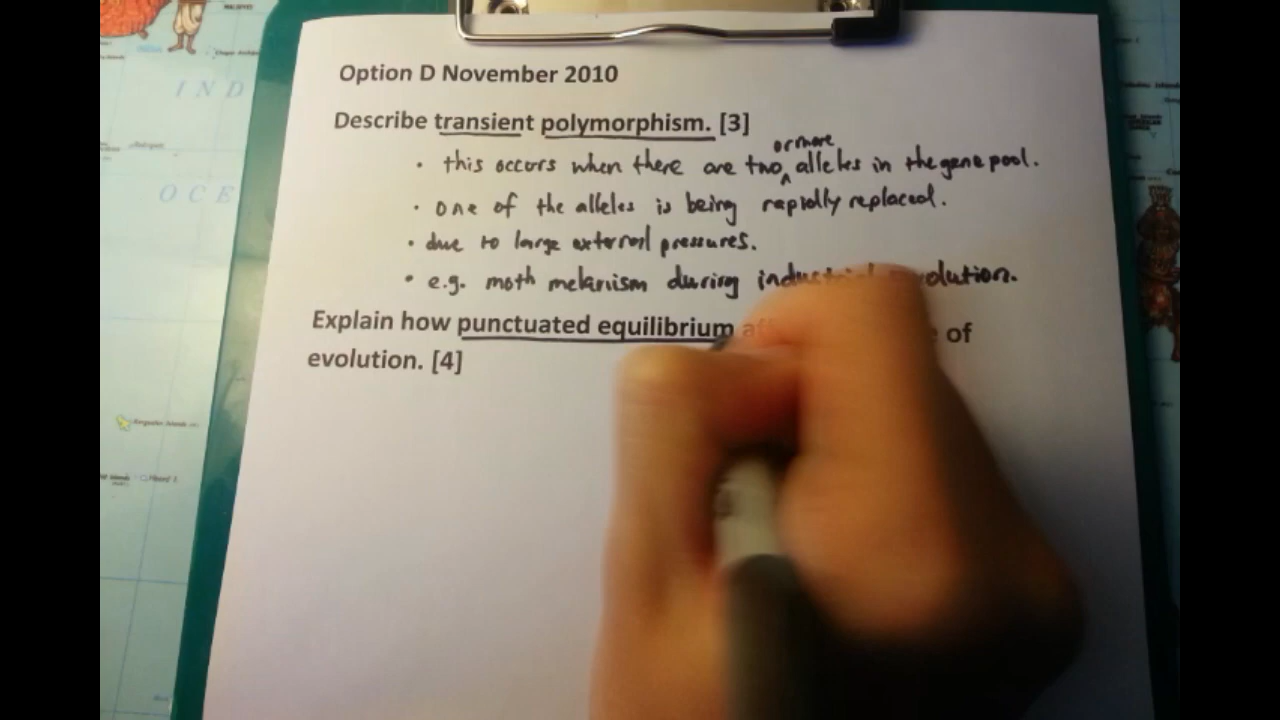 Option D November 2010
Describe transient polymorphism. [3]
or more
• this occurs when there are two alleles in the gene pool.
• one of the alleles is being rapidly replaced.
• due to large external pressures.
• e.g. moth melanism during
Explain how punctuated equilibrium of
evolution. [4]
I N D
O C E